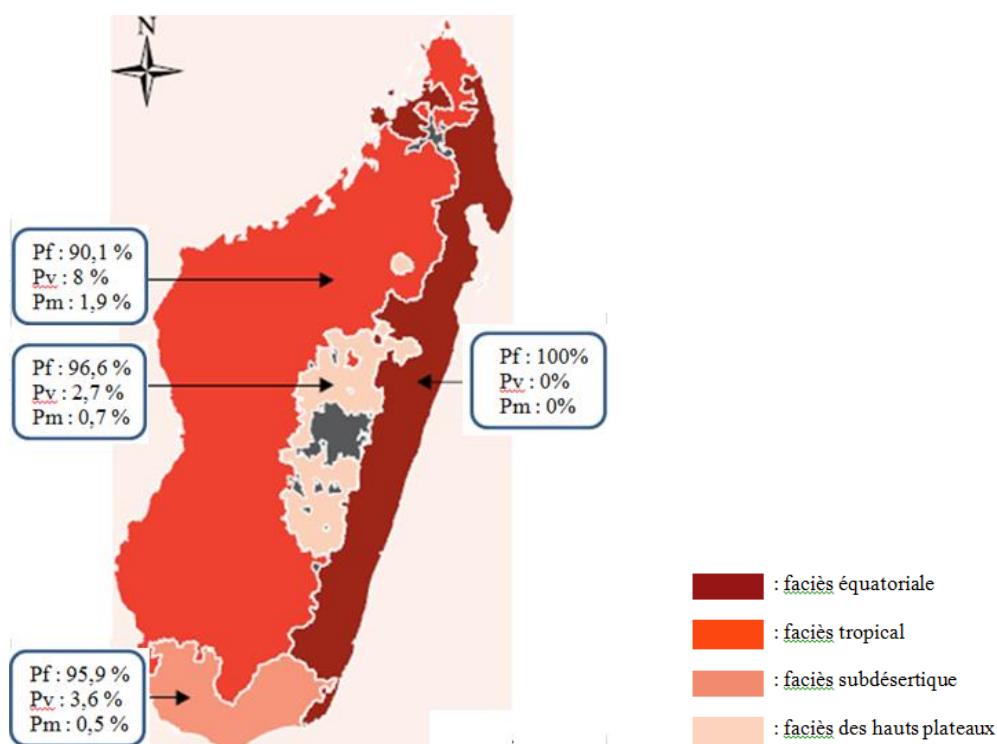 N
Pf : 90,1 %
Pv : 8 %
Pm : 1,9 %
Pf : 96,6 %
Pv : 2,7 %
Pm : 0,7 %
Pf : 100%
Pv : 0%
Pm : 0%
Pf : 95,9 %
Pv : 3,6 %
Pm : 0,5 %
: faciès équatoriale
: faciès tropical
: faciès subdésertique
: faciès des hauts plateaux